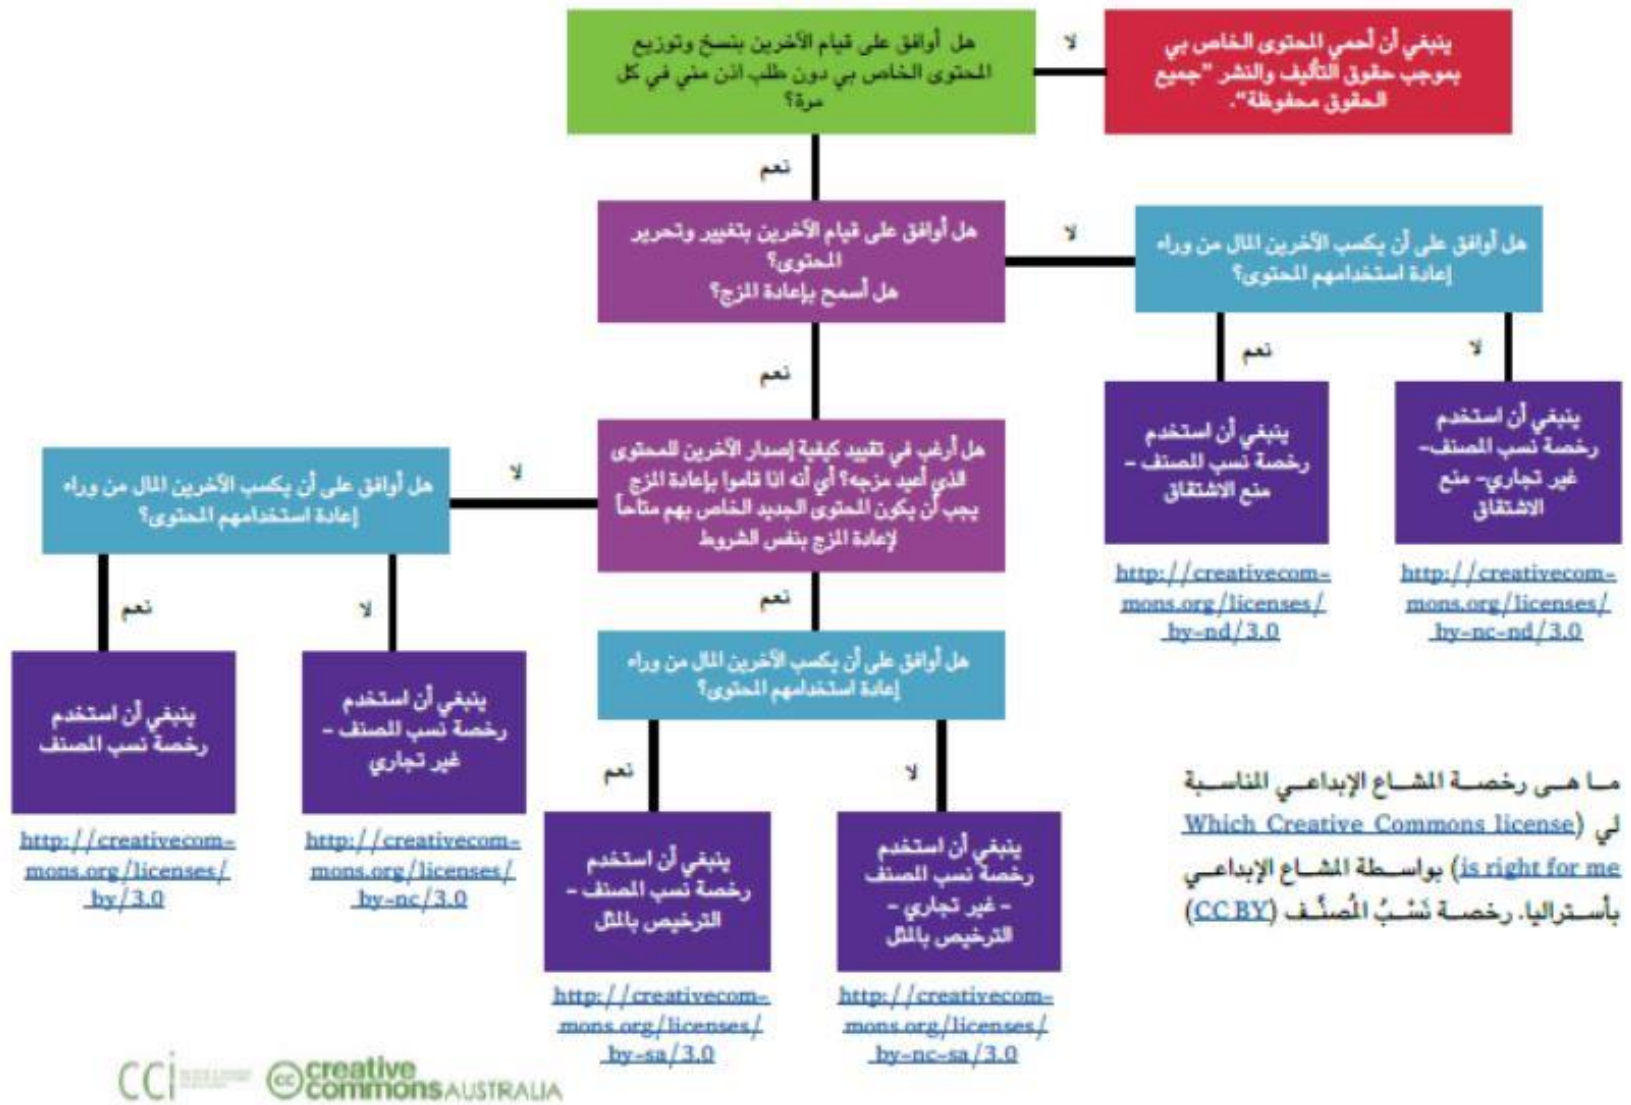 هل أوافق على قيام الآخرين بنسخ وتوزيع
المحتوى الخاص بي دون طلب اذن مني في كل
مرة؟
لا
ينبغي أن أحمي المحتوى الخاص بي
بموجب حقوق التأليف والنشر "جميع
الحقوق محفوظة".
نعم
هل أوافق على قيام الآخرين بتغيير وتحرير
المحتوى؟
هل أسمح بإعادة المزج؟
لا
هل أوافق على أن يكسب الآخرين المال من وراء
إعادة استخدامهم المحتوى؟
نعم
لا
ينبغي أن استخدم
رخصة نسب المصنف –
منع الاشتقاق
http://creativecom-
mons.org/licenses/
by-nd/3.0
ينبغي أن استخدم
رخصة نسب المصنف–
غير تجاري– منع
الاشتقاق
http://creativecom-
mons.org/licenses/
by-nc-nd/3.0
نعم
هل أرغب في تقييد كيفية إصدار الآخرين للمحتوى
الذي أعيد مزجه؟ أي أنه اذا قاموا بإعادة المزج
يجب أن يكون المحتوى الجديد الخاص بهم متاحاً
لإعادة المزج بنفس الشروط
لا
هل أوافق على أن يكسب الآخرين المال من وراء
إعادة استخدامهم المحتوى؟
نعم
لا
ينبغي أن استخدم
رخصة نسب المصنف
http://creativecom-
mons.org/licenses/
by/3.0
ينبغي أن استخدم
رخصة نسب المصنف –
غير تجاري
http://creativecom-
mons.org/licenses/
by-nc/3.0
نعم
هل أوافق على أن يكسب الآخرين المال من وراء
إعادة استخدامهم المحتوى؟
نعم
لا
ينبغي أن استخدم
رخصة نسب المصنف –
الترخيص بالمثل
http://creativecom-
mons.org/licenses/
by-sa/3.0
ينبغي أن استخدم
رخصة نسب المصنف
– غير تجاري –
الترخيص بالمثل
http://creativecom-
mons.org/licenses/
by-nc-sa/3.0
ما هى رخصة المشاع الإبداعي المناسبة
لي (Which Creative Commons license
is right for me) بواسطة المشاع الإبداعي
بأستراليا. رخصة نَسْبُ المُصنَّف (CC BY)
CCi
cc creative
commons AUSTRALIA